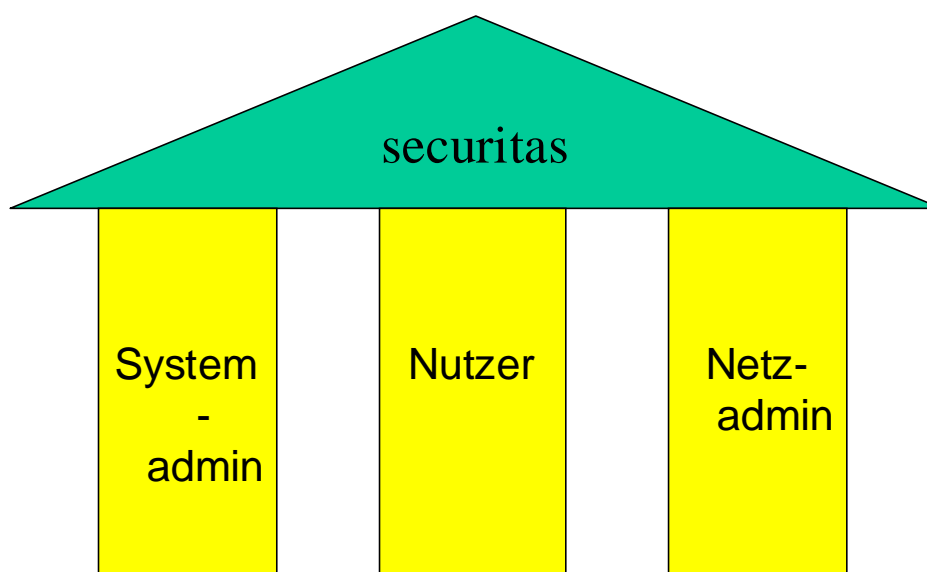 securitas
System
-
admin
Nutzer
Netz-
admin